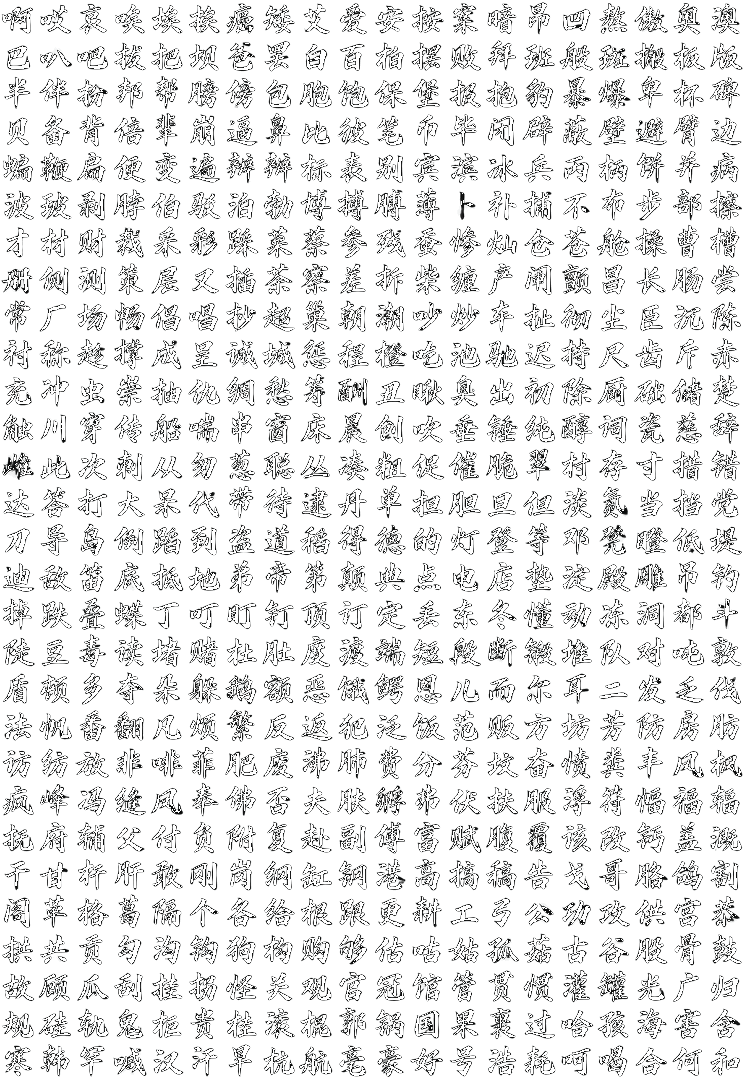 啊哎哀唉埃挨癌矮艾爱安按案暗昂凹熬傲奥澳
巴叭吧拔把坝爸罢白百柏摆败拜班般斑搬板版
半伴扮邦帮膀傍包胞饱保堡报抱豹暴爆卑杯碑
贝备背倍辈崩逼鼻比彼笔币毕闭辟蔽壁避臂边
蝙鞭扁便变遍辨辩标表别宾滨冰兵丙柄饼并病
波玻剥脖伯驳泊勃博搏膊薄卜补捕不布步部擦
才材财裁采彩踩菜蔡参残蚕惨灿仓苍舱操曹槽
册侧测策层叉插茶察差拆柴缠产阐颤昌长肠尝
常厂场畅倡唱抄超巢朝潮吵炒车扯彻尘臣沉陈
衬称趁撑成呈诚城惩程橙吃池驰迟持尺齿斥赤
充冲虫崇抽仇绸愁筹酬丑瞅臭出初除厨础储楚
触川穿传船喘串窗床晨创吹垂锤纯醇词瓷慈辞
雌此次刺从匆葱聪丛凑粗促催脆翠村存寸措错
达答打大呆代带待逮丹单担胆旦但淡氮当挡党
刀导岛倒蹈到盗道稻得德的灯登等邓凳瞪低堤
迪敌笛底抵地弟帝第颠典点电店垫淀殿雕吊钓
掉跌叠蝶丁叮盯钉顶订定丢东冬懂动冻洞都斗
陡豆毒读堵赌杜肚度渡端短段断锻堆队对吨敦
盾顿多夺朵躲鹅额恶饿鳄恩儿而尔耳二发乏伐
法帆番翻凡烦繁反返犯泛饭范贩方坊芳防房肪
访纺放非啡菲肥废沸肺费分芬坟奋愤粪丰风枫
疯峰冯缝凤奉佛否夫肤孵弗伏扶服浮符幅福辐
抚府辅父付负附复赴副傅富赋腹覆该改钙盖溉
干甘杆肝敢刚岗纲缸钢港高搞稿告戈哥胳鸽割
阁革格葛隔个各给根跟更耕工弓公功攻供宫恭
拱共贡勾沟钩狗构购够估咕姑孤菇古谷股骨鼓
故顾瓜刮挂拐怪关观官冠馆管贯惯灌罐光广归
规硅轨鬼柜贵桂滚棍郭锅国果裹过哈孩海害含
寒韩罕喊汉汗旱杭航毫豪好号浩耗呵喝合何和